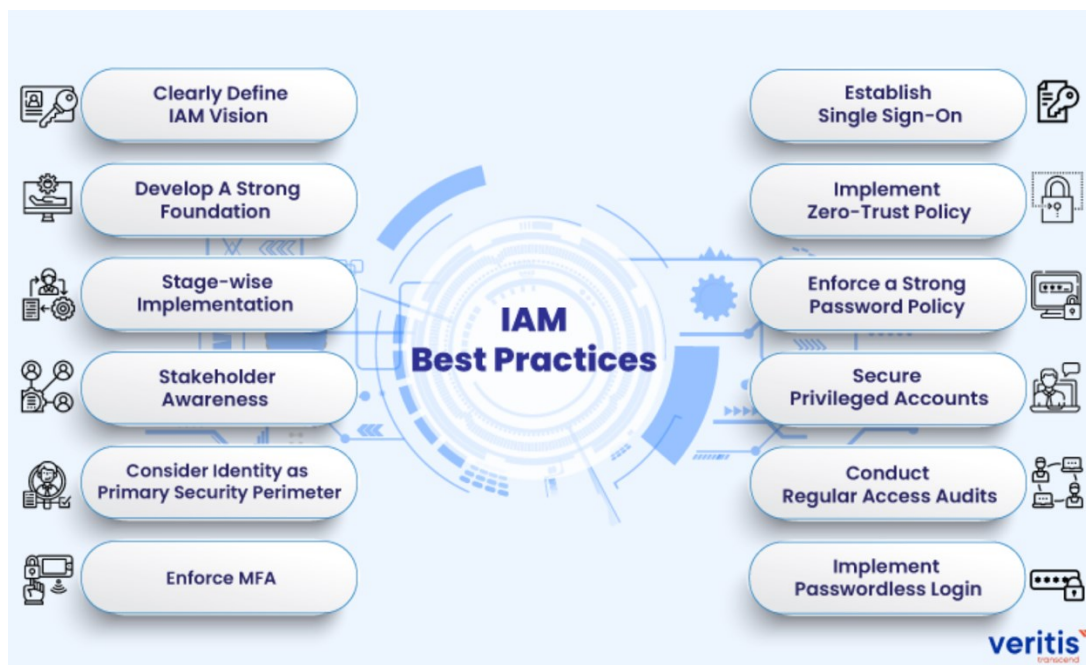 Clearly Define
IAM Vision
Develop A Strong
Foundation
Stage-wise
Implementation
Stakeholder
Awareness
Consider Identity as
Primary Security Perimeter
Enforce MFA
IAM
Best Practices
Establish
Single Sign-On
Implement
Zero-Trust Policy
Enforce a Strong
Password Policy
Secure
Privileged Accounts
Conduct
Regular Access Audits
Implement
Passwordless Login
veritis
transcend